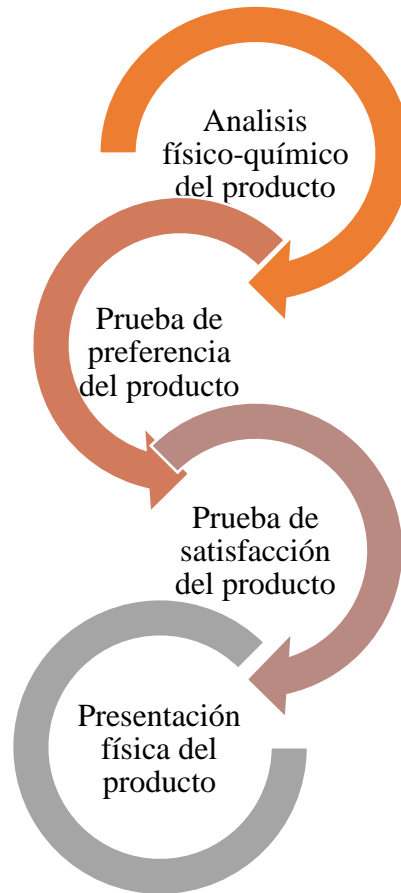 Analisis
físico-químico
del producto
Prueba de
preferencia
del producto
Prueba de
satisfacción
del producto
Presentación
física del
producto